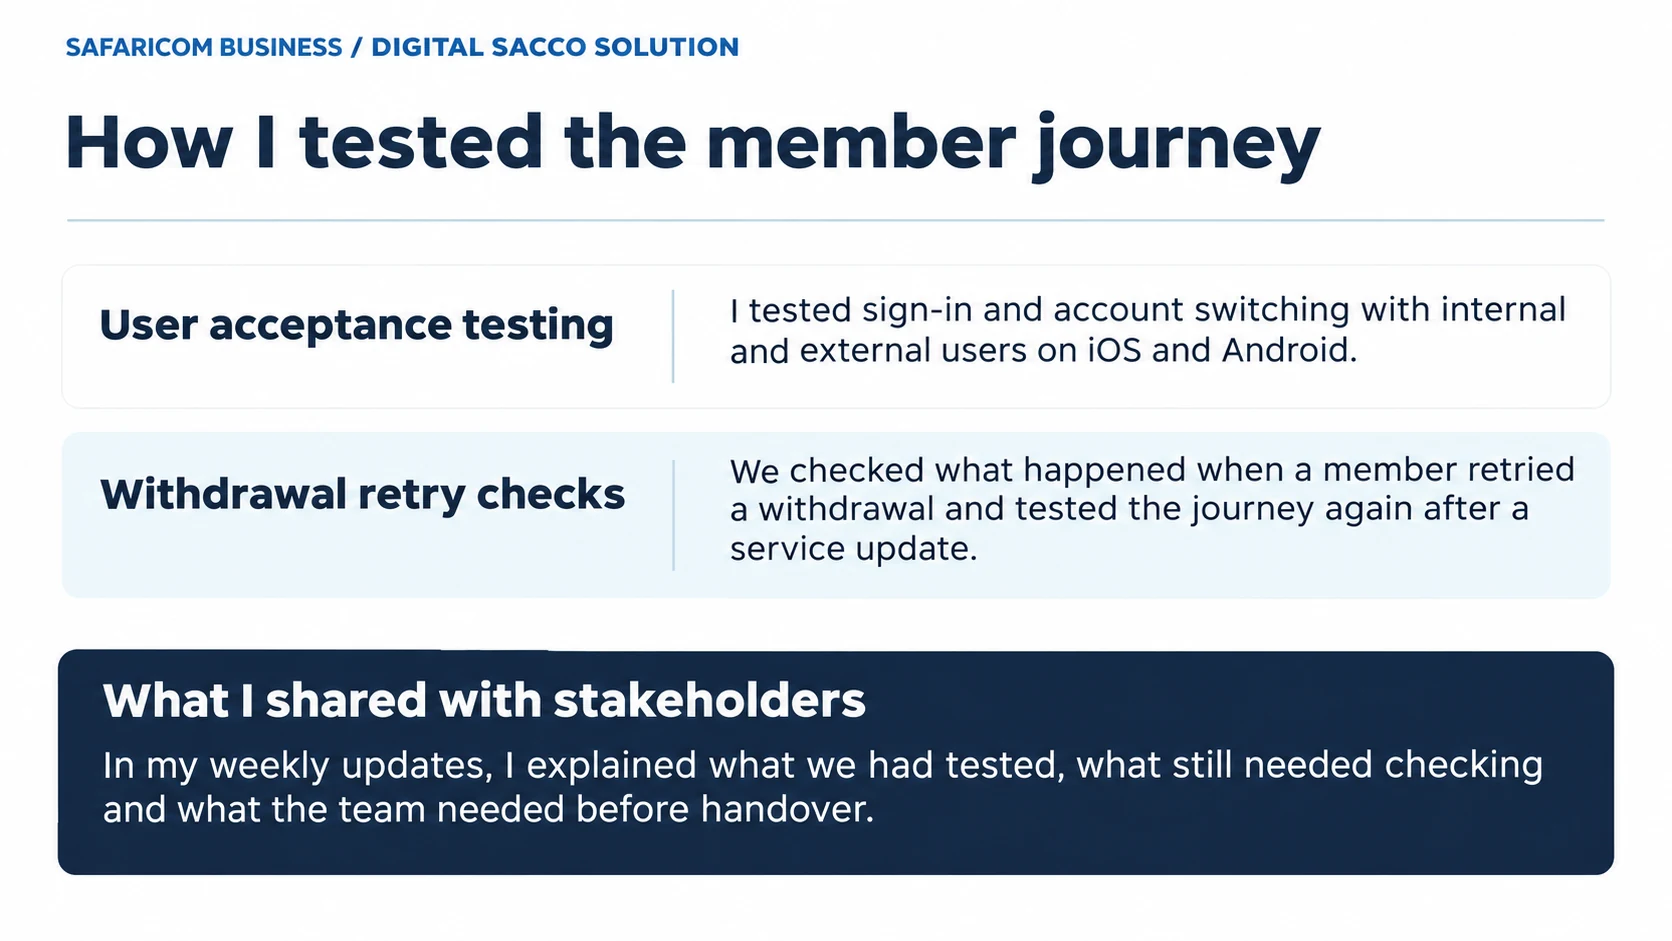 SAFARICOM BUSINESS / DIGITAL SACCO SOLUTION
How I tested the member journey
User acceptance testing
I tested sign-in and account switching with internal
and external users on iOS and Android.
Withdrawal retry checks
We checked what happened when a member retried
a withdrawal and tested the journey again after a
service update.
What I shared with stakeholders
In my weekly updates, I explained what we had tested, what still needed checking
and what the team needed before handover.